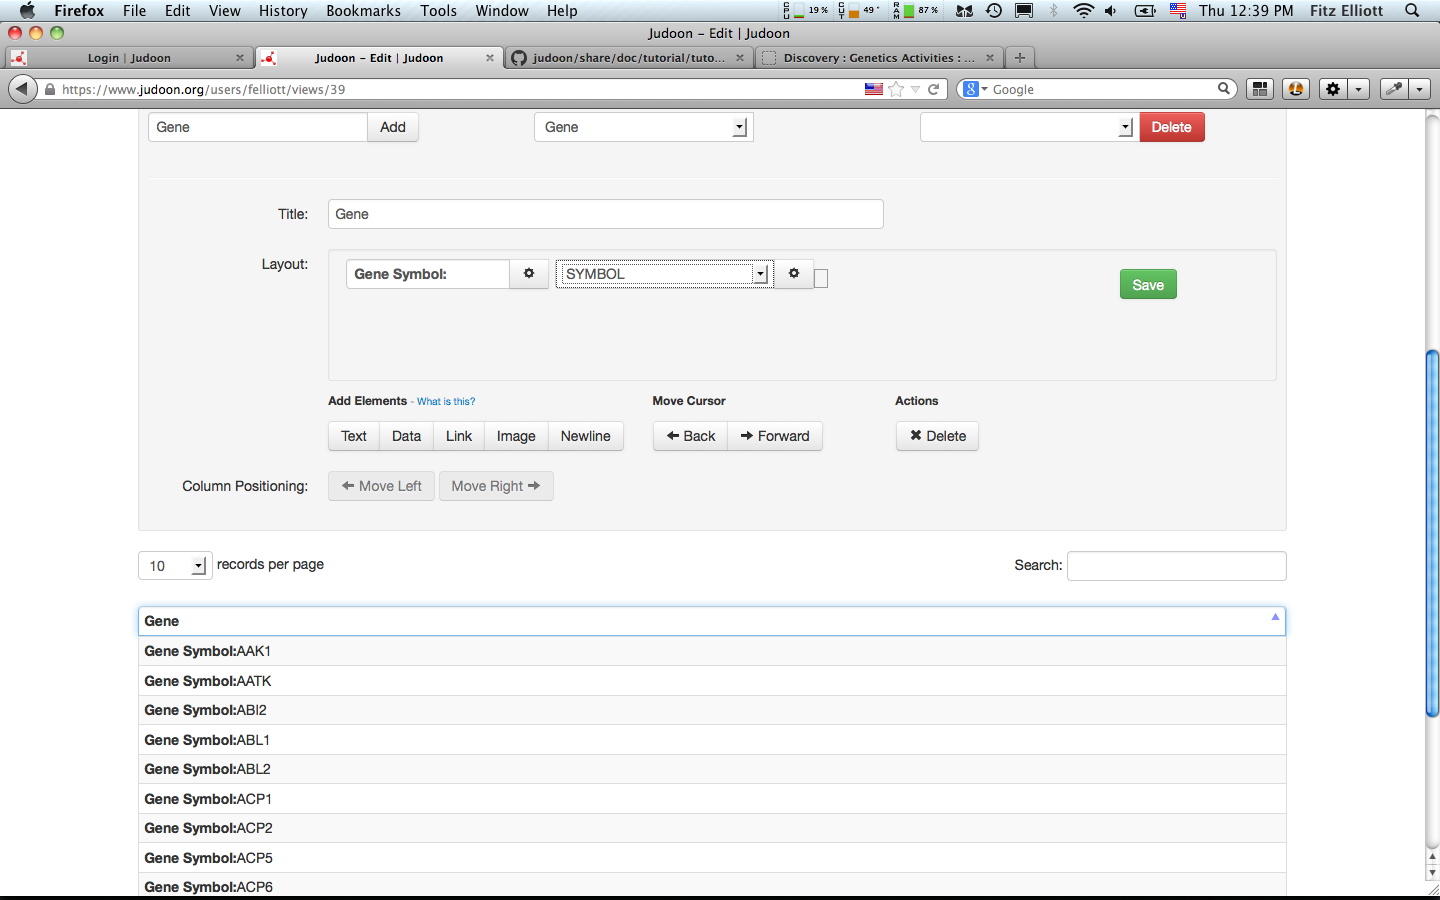 Firefox File Edit View History Bookmarks Tools Window Help CPU 19% CUT 49° RAM 87% Thu 12:39 PM Fitz Elliott
Judoon – Edit | Judoon
Login | Judoon Judoon – Edit | Judoon judoon/share/doc/tutorial/tuto... Discovery : Genetics Activities : ...
https://www.judoon.org/users/felliott/views/39 Google
Gene Add Gene Delete
Title: Gene
Layout: Gene Symbol: SYMBOL Save
Add Elements - What is this? Move Cursor Actions
Text Data Link Image Newline Back Forward Delete
Column Positioning: Move Left Move Right
10 records per page Search:
Gene
Gene Symbol:AAK1
Gene Symbol:AATK
Gene Symbol:ABI2
Gene Symbol:ABL1
Gene Symbol:ABL2
Gene Symbol:ACP1
Gene Symbol:ACP2
Gene Symbol:ACP5
Gene Symbol:ACP6